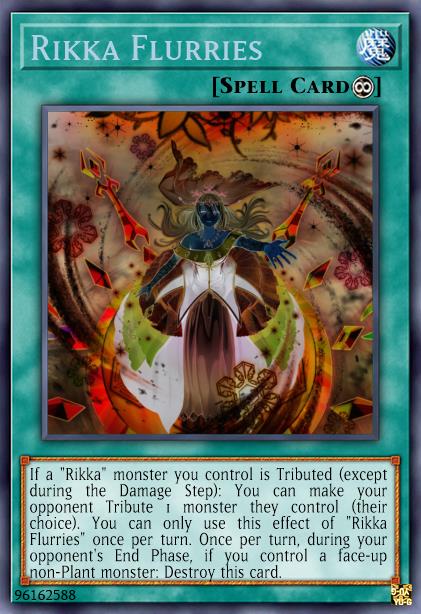 Rikka Flurries
魔
[Spell Card∞]
If a "Rikka" monster you control is Tributed (except
during the Damage Step): You can make your
opponent Tribute 1 monster they control (their
choice). You can only use this effect of "Rikka
Flurries" once per turn. Once per turn, during your
opponent's End Phase, if you control a face-up
non-Plant monster: Destroy this card.
96162588